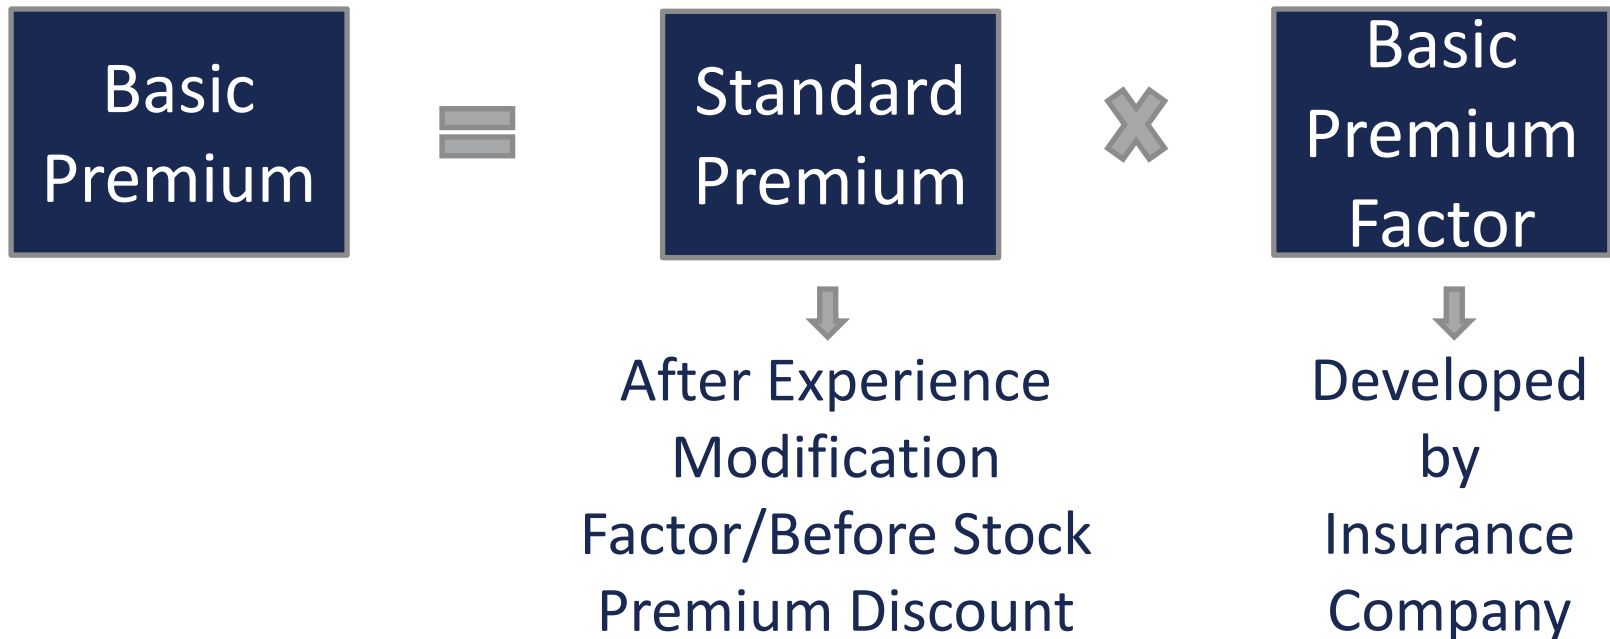 Basic
Premium
Standard
Premium
Basic
Premium
Factor
After Experience
Modification
Factor/Before Stock
Premium Discount
Developed
by
Insurance
Company